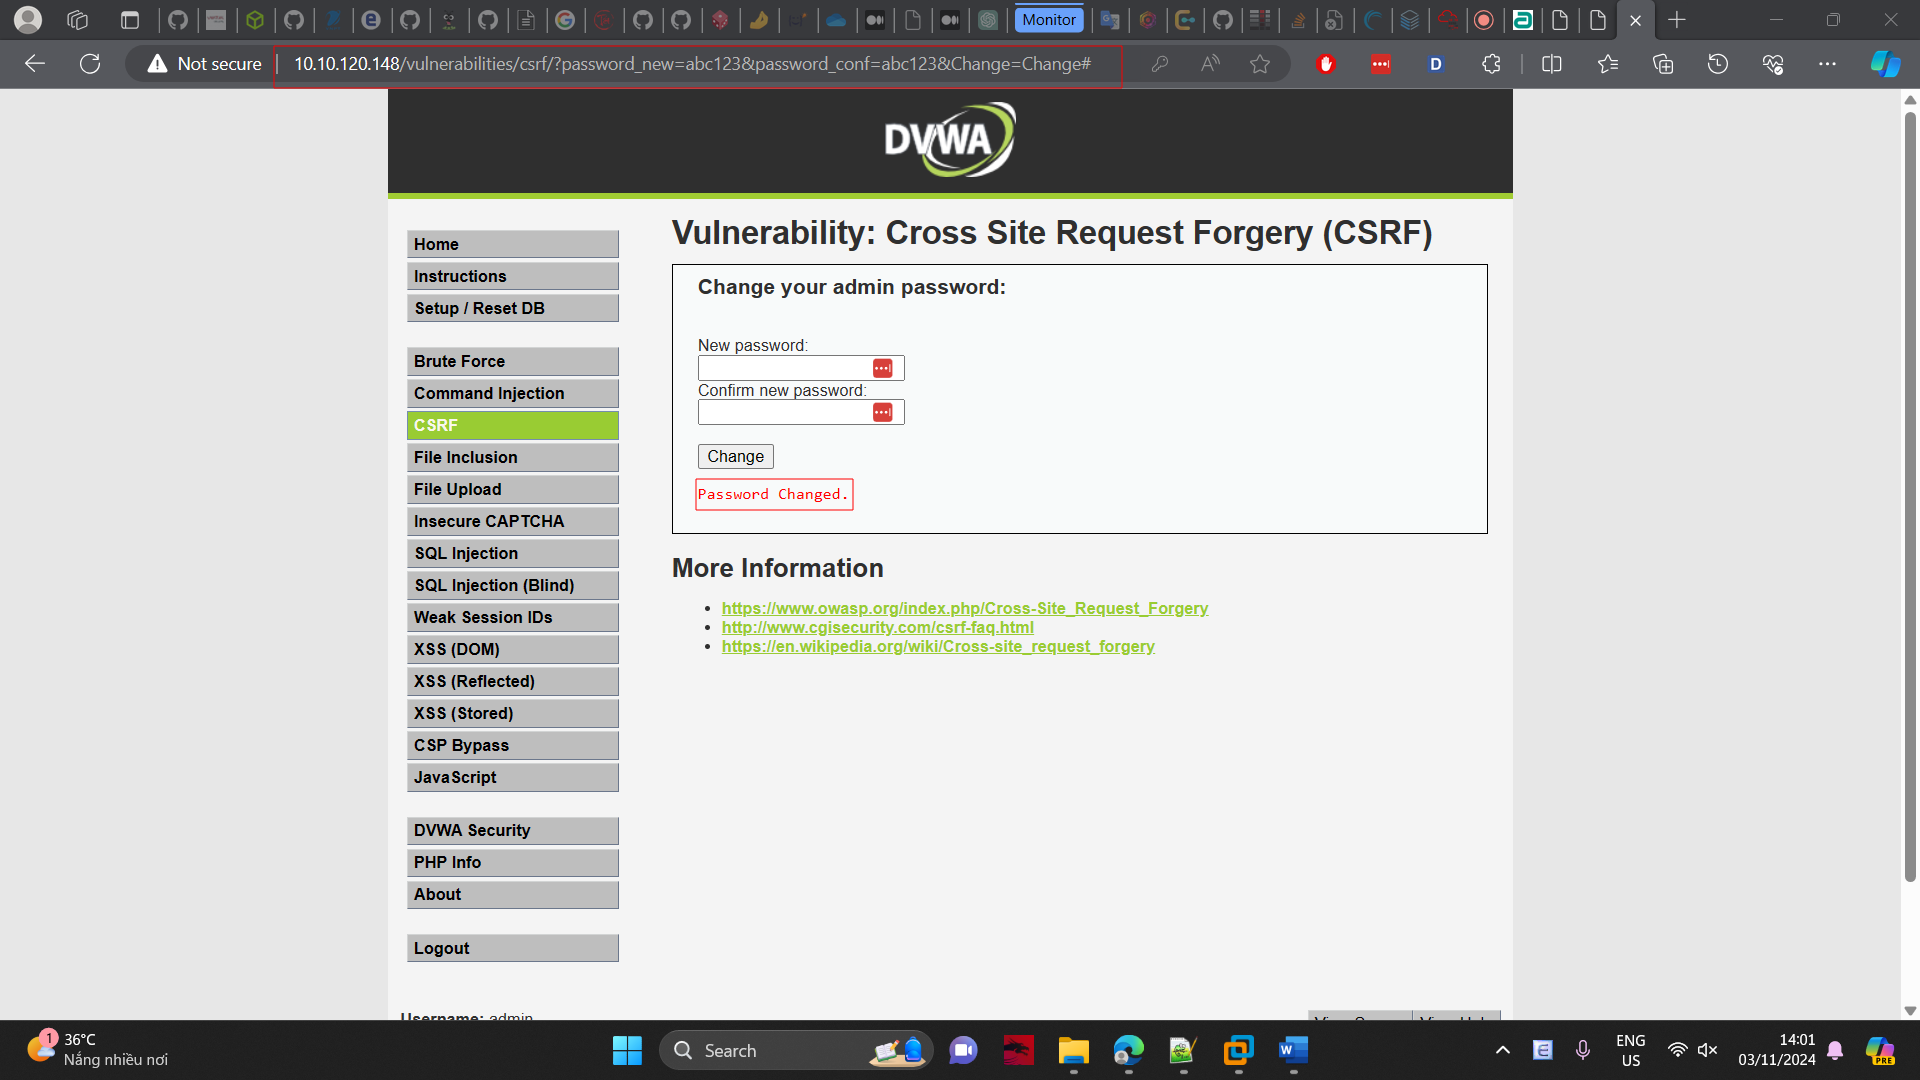 Monitor
Not secure
10.10.120.148/vulnerabilities/csrf/?password_new=abc123&password_conf=abc123&Change=Change#
DVWA
Vulnerability: Cross Site Request Forgery (CSRF)
Home
Instructions
Setup / Reset DB
Brute Force
Command Injection
CSRF
File Inclusion
File Upload
Insecure CAPTCHA
SQL Injection
SQL Injection (Blind)
Weak Session IDs
XSS (DOM)
XSS (Reflected)
XSS (Stored)
CSP Bypass
JavaScript
DVWA Security
PHP Info
About
Logout
Change your admin password:
New password:
Confirm new password:
Change
Password Changed.
More Information
https://www.owasp.org/index.php/Cross-Site_Request_Forgery
http://www.cgisecurity.com/csrf-faq.html
https://en.wikipedia.org/wiki/Cross-site_request_forgery
Username: admin
1
36°C
Nắng nhiều nơi
Search
ENG
US
14:01
03/11/2024
PRE